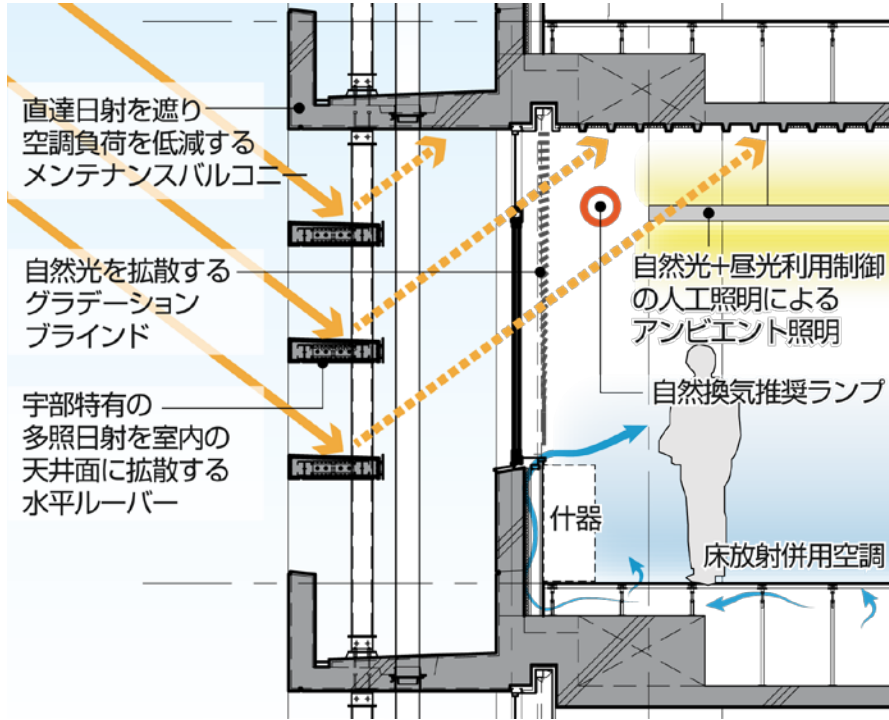 直達日射を遮り
空調負荷を低減する
メンテナンスバルコニー
自然光を拡散する
グラデーション
ブラインド
宇部特有の
多照日射を室内の
天井面に拡散する
水平ルーバー
自然光+昼光利用制御
の人工照明による
アンビエント照明
自然換気推奨ランプ
什器
床放射併用空調